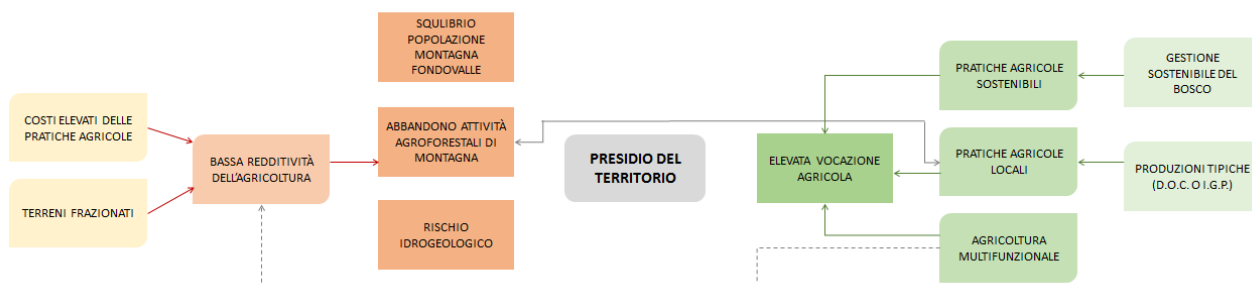 COSTI ELEVATI DELLE
PRATICHE AGRICOLE
TERRENI FRAZIONATI
BASSA REDDITIVITÀ
DELL'AGRICOLTURA
SQULIBRIO
POPOLAZIONE
MONTAGNA
FONDOVALLE
ABBANDONO ATTIVITÀ
AGROFORESTALI DI
MONTAGNA
RISCHIO
IDROGEOLOGICO
PRESIDIO DEL
TERRITORIO
ELEVATA VOCAZIONE
AGRICOLA
PRATICHE AGRICOLE
SOSTENIBILI
PRATICHE AGRICOLE
LOCALI
AGRICOLTURA
MULTIFUNZIONALE
GESTIONE
SOSTENIBILE DEL
BOSCO
PRODUZIONI TIPICHE
(D.O.C. O I.G.P.)